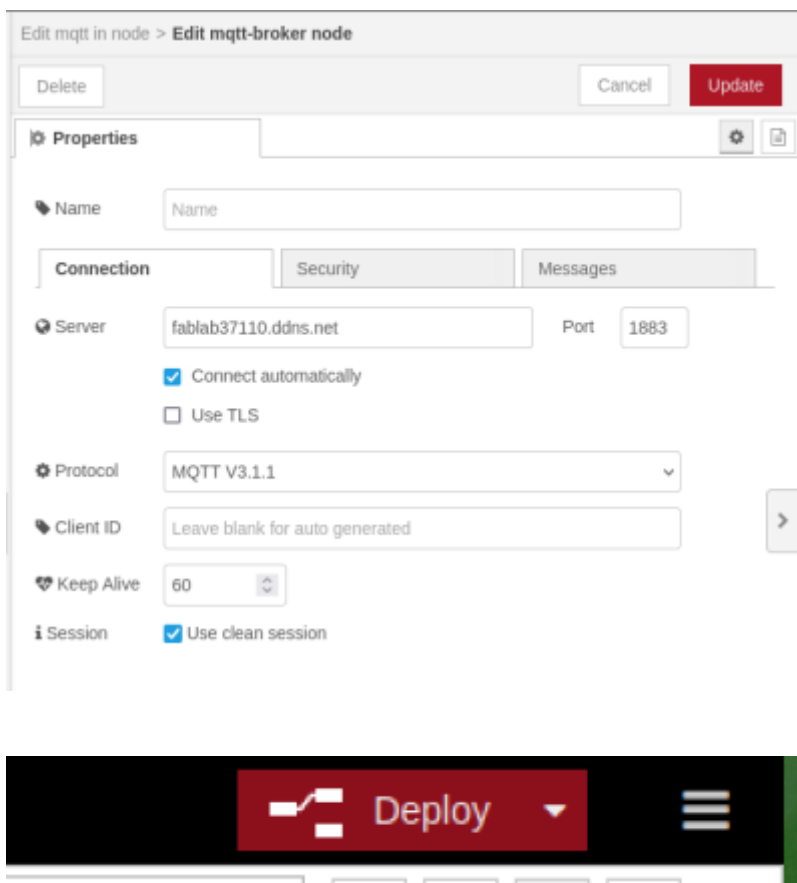 Edit mqtt in node > Edit mqtt-broker node
Delete Cancel Update
Properties
Name Name
Connection Security Messages
Server fablab37110.ddns.net Port 1883
Connect automatically
Use TLS
Protocol MQTT V3.1.1
Client ID Leave blank for auto generated
Keep Alive 60
Session Use clean session
Deploy